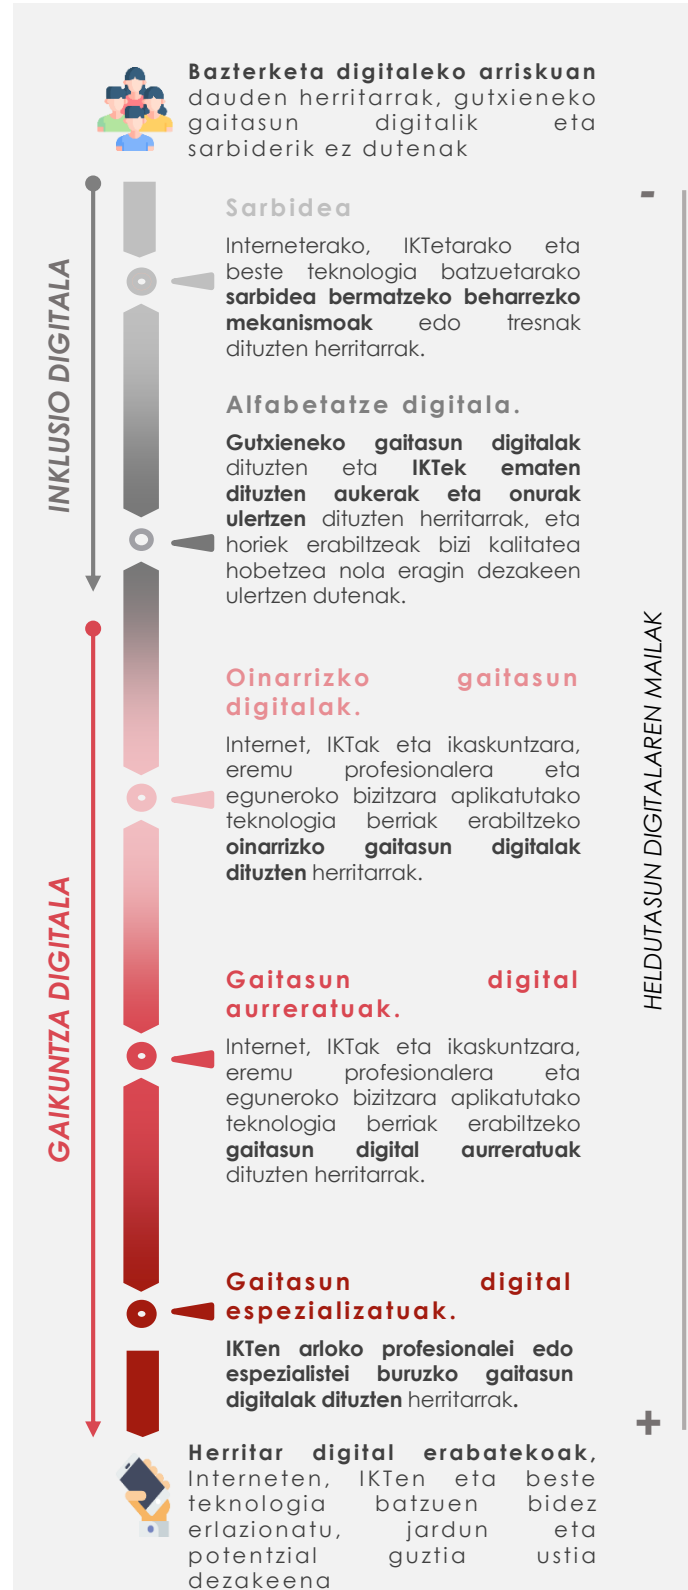 Bazterketa digitaleko arriskuan
dauden herritarrak, gutxieneko
gaitasun digitalik eta
sarbiderik ez dutenak
-
INKLUSIO DIGITALA
Sarbidea
Interneterako, IKTetarako eta
beste teknologia batzuetarako
sarbidea bermatzeko beharrezko
mekanismoak edo tresnak
dituzten herritarrak.
Alfabetatze digitala.
Gutxieneko gaitasun digitalak
dituzten eta IKTek ematen
dituzten aukerak eta onurak
ulertzen dituzten herritarrak, eta
horiek erabiltzeak bizi kalitatea
hobetzea nola eragin dezakeen
ulertzen dutenak.
HELDUTASUN DIGITALAREN MAILAK
GAIKUNTZA DIGITALA
Oinarrizko gaitasun
digitalak.
Internet, IKTak eta ikaskuntzara,
eremu profesionalera eta
eguneroko bizitzara aplikatutako
teknologia berriak erabiltzeko
oinarrizko gaitasun digitalak
dituzten herritarrak.
Gaitasun digital
aurreratuak.
Internet, IKTak eta ikaskuntzara,
eremu profesionalera eta
eguneroko bizitzara aplikatutako
teknologia berriak erabiltzeko
gaitasun digital aurreratuak
dituzten herritarrak.
Gaitasun digital
espezializatuak.
IKTen arloko profesionalei edo
espezialistei buruzko gaitasun
digitalak dituzten herritarrak.
+
Herritar digital erabatekoak,
Interneten, IKTen eta beste
teknologia batzuen bidez
erlazionatu, jardun eta
potentzial guztia ustia
dezakeena